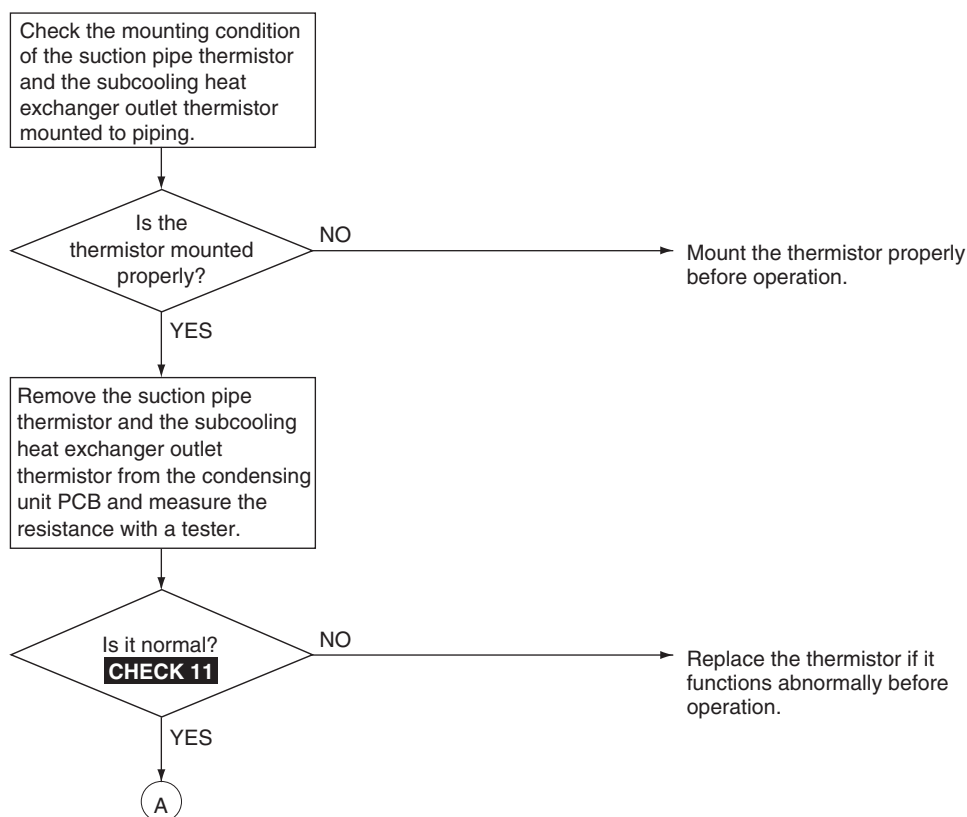 Check the mounting condition
of the suction pipe thermistor
and the subcooling heat
exchanger outlet thermistor
mounted to piping.
Is the
thermistor mounted
properly?
NO
Mount the thermistor properly
before operation.
YES
Remove the suction pipe
thermistor and the subcooling
heat exchanger outlet
thermistor from the condensing
unit PCB and measure the
resistance with a tester.
Is it normal?
CHECK 11
NO
Replace the thermistor if it
functions abnormally before
operation.
YES
A